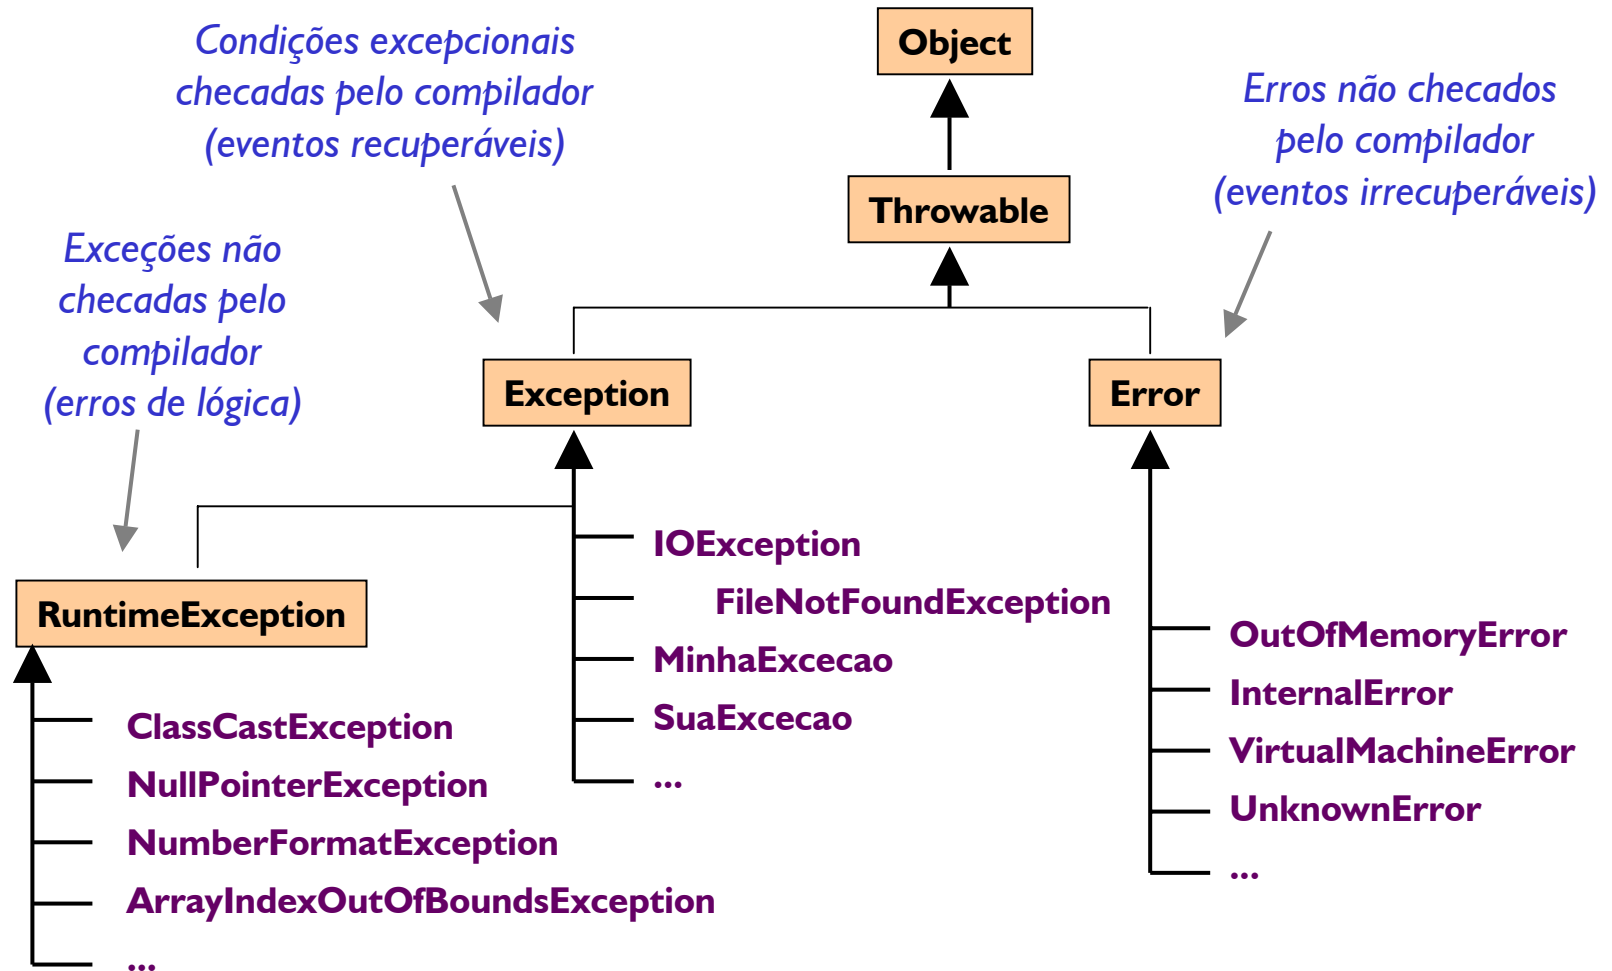 Condições excepcionais
checadas pelo compilador
(eventos recuperáveis)
Object
Erros não checados
pelo compilador
(eventos irrecuperáveis)
Throwable
Exceções não
checadas pelo
compilador
(erros de lógica)
Exception
Error
RuntimeException
ClassCastException
NullPointerException
NumberFormatException
ArrayIndexOutOfBoundsException
...
IOException
FileNotFoundException
MinhaExcecao
SuaExcecao
...
OutOfMemoryError
InternalError
VirtualMachineError
UnknownError
...